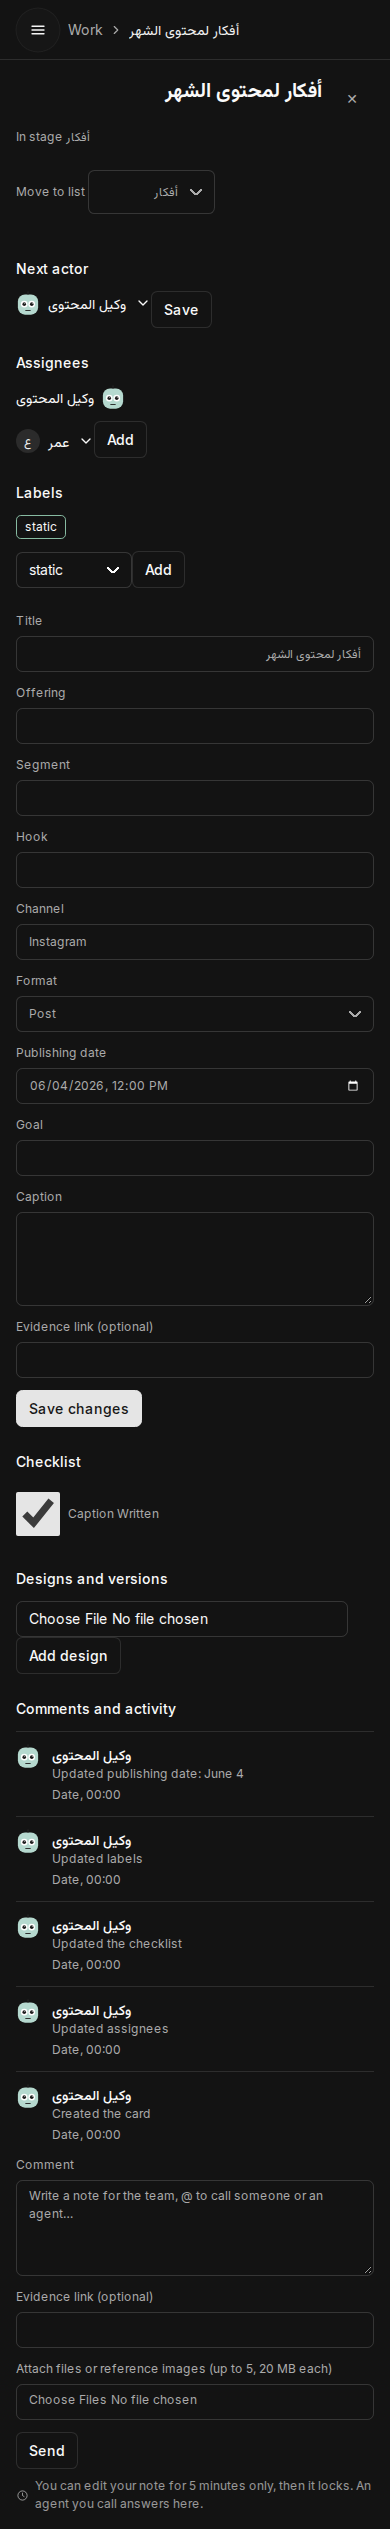 Work > أفكار لمحتوى الشهر
أفكار لمحتوى الشهر ×
In stage أفكار
Move to list أفكار
Next actor
وكيل المحتوى Save
Assignees
وكيل المحتوى
ع عمر Add
Labels
static
static Add
Title
أفكار لمحتوى الشهر
Offering
Segment
Hook
Channel
Instagram
Format
Post
Publishing date
06/04/2026, 12:00 PM
Goal
Caption
Evidence link (optional)
Save changes
Checklist
Caption Written
Designs and versions
Choose File No file chosen
Add design
Comments and activity
وكيل المحتوى
Updated publishing date: June 4
Date, 00:00
وكيل المحتوى
Updated labels
Date, 00:00
وكيل المحتوى
Updated the checklist
Date, 00:00
وكيل المحتوى
Updated assignees
Date, 00:00
وكيل المحتوى
Created the card
Date, 00:00
Comment
Write a note for the team, @ to call someone or an
agent...
Evidence link (optional)
Attach files or reference images (up to 5, 20 MB each)
Choose Files No file chosen
Send
You can edit your note for 5 minutes only, then it locks. An
agent you call answers here.